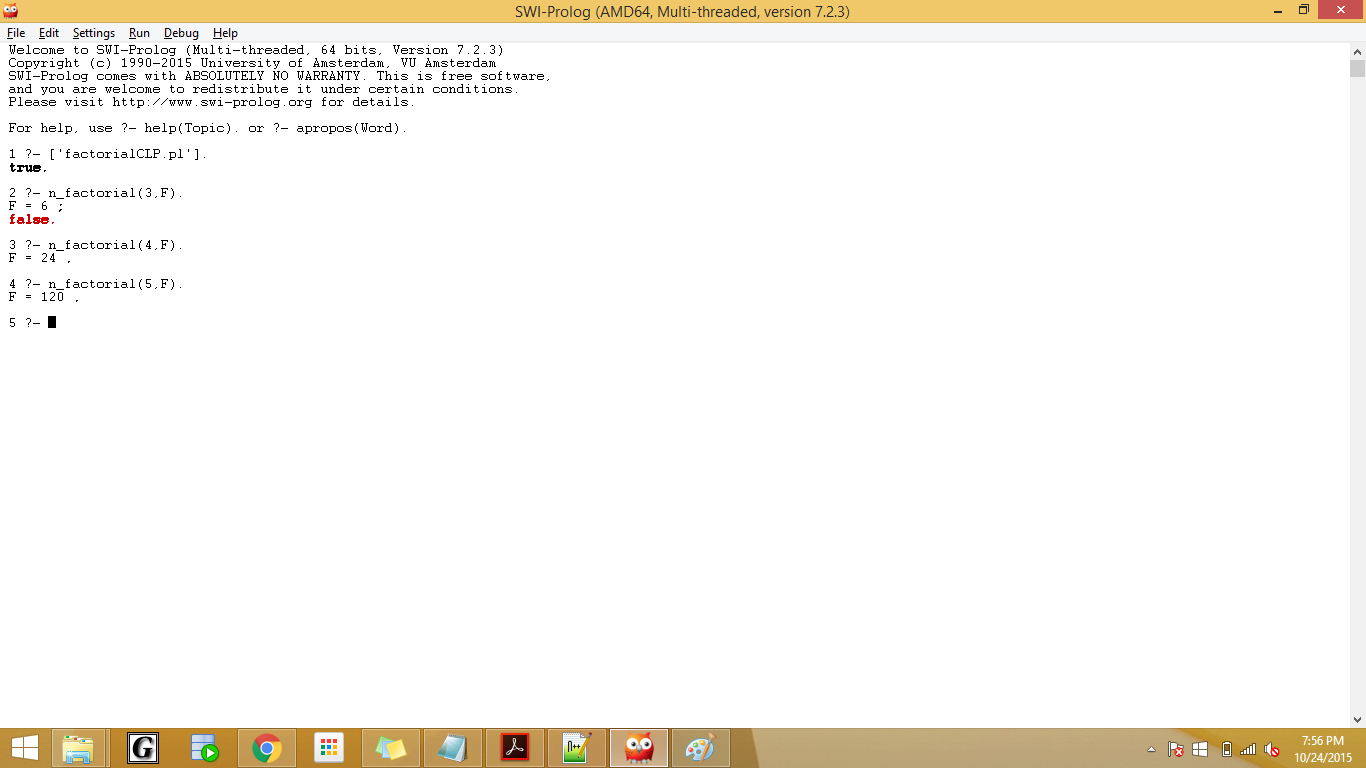 SWI-Prolog (AMD64, Multi-threaded, version 7.2.3)
File Edit Settings Run Debug Help
Welcome to SWI-Prolog (Multi-threaded, 64 bits, Version 7.2.3)
Copyright (c) 1990-2015 University of Amsterdam, VU Amsterdam
SWI-Prolog comes with ABSOLUTELY NO WARRANTY. This is free software,
and you are welcome to redistribute it under certain conditions.
Please visit http://www.swi-prolog.org for details.
For help, use ?- help(Topic). or ?- apropos(Word).
1 ?- ['factorialCLP.pl'].
true.
2 ?- n_factorial(3,F).
F = 6 ;
false.
3 ?- n_factorial(4,F).
F = 24 .
4 ?- n_factorial(5,F).
F = 120 .
5 ?-
G
7:56 PM
10/24/2015